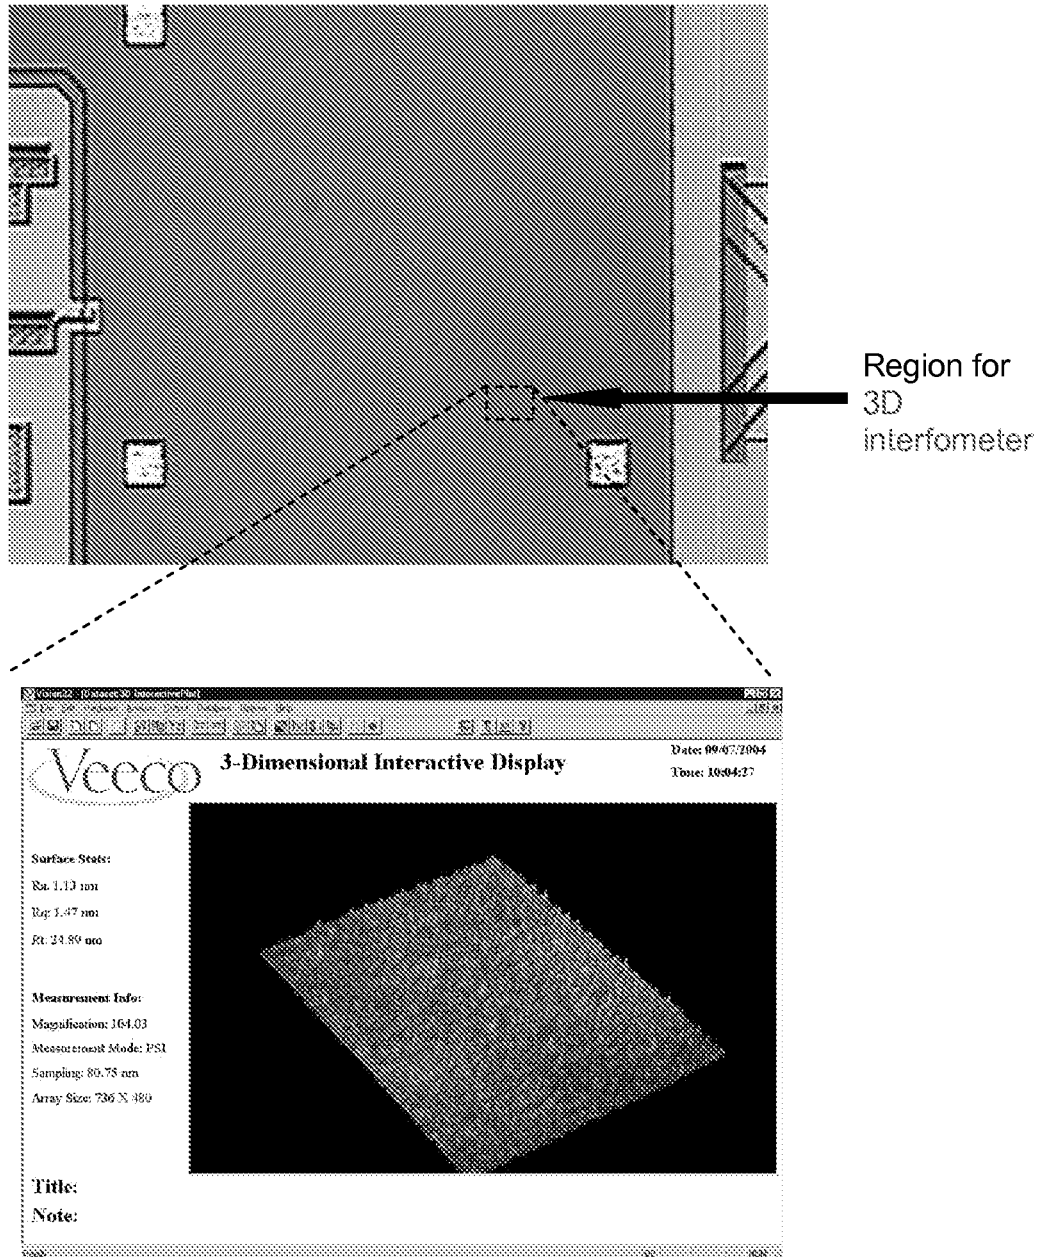 Region for
3D
interfometer
Veeco
3-Dimensional Interactive Display
Date: 09/07/2004
Time: 10:04:27
Surface Stats:
Ra: 1.13 nm
Rq: 1.47 nm
Rt: 24.89 nm
Measurement Info:
Magnification: 104.03
Measurement Mode: PSI
Sampling: 80.75 nm
Array Size: 736 X 480
Title:
Note: